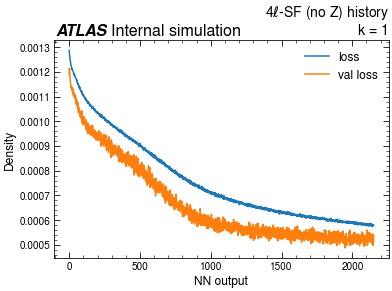 4ℓ-SF (no Z) history
ATLAS Internal simulation
k = 1
0.0013
0.0012
0.0011
0.0010
0.0009
0.0008
0.0007
0.0006
0.0005
Density
loss
val loss
0 500 1000 1500 2000
NN output